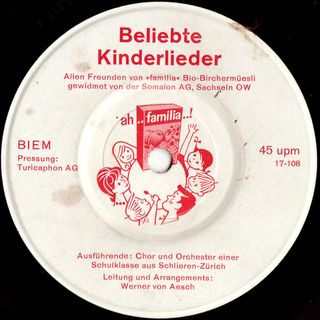 Beliebte
Kinderlieder
Allen Freunden von «familia» Bio-Birchermüesli
gewidmet von der Somalon AG, Sachseln OW
ah.. familia ..!
BIEM
Pressung:
Turicaphon AG
45 upm
17-108
Ausführende: Chor und Orchester einer
Schulklasse aus Schlieren-Zürich
Leitung und Arrangements:
Werner von Aesch